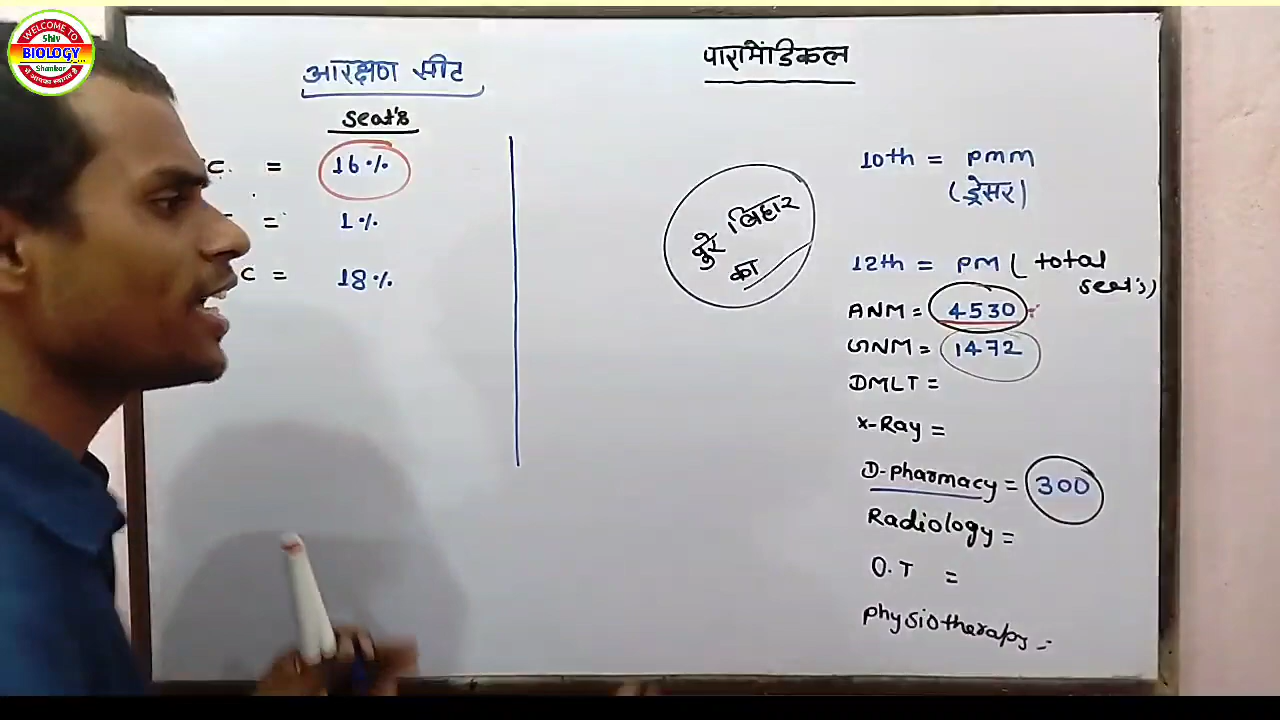 WELCOME TO
Shiv
BIOLOGY
Shankar
आरक्षण सीट
seat's
C. = 16%
= 1%
C = 18%
पारामेडिकल
पुरे बिहार
का
10th = pmm
(ड्रेसर)
12th = pm (total
seat's)
ANM = 4530
GNM = 1472
DMLT =
x-Ray =
D-pharmacy = 300
Radiology =
O.T =
physiotherapy =